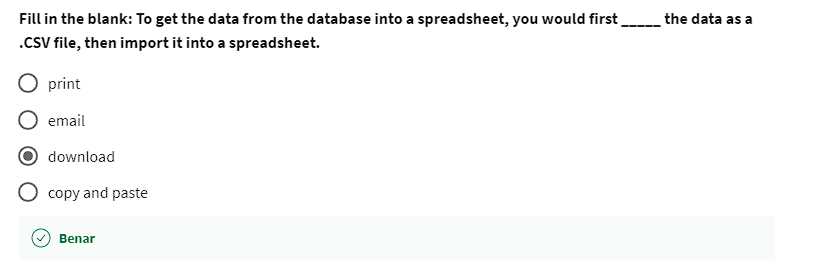 Fill in the blank: To get the data from the database into a spreadsheet, you would first _____ the data as a
.CSV file, then import it into a spreadsheet.
print
email
download
copy and paste
Benar